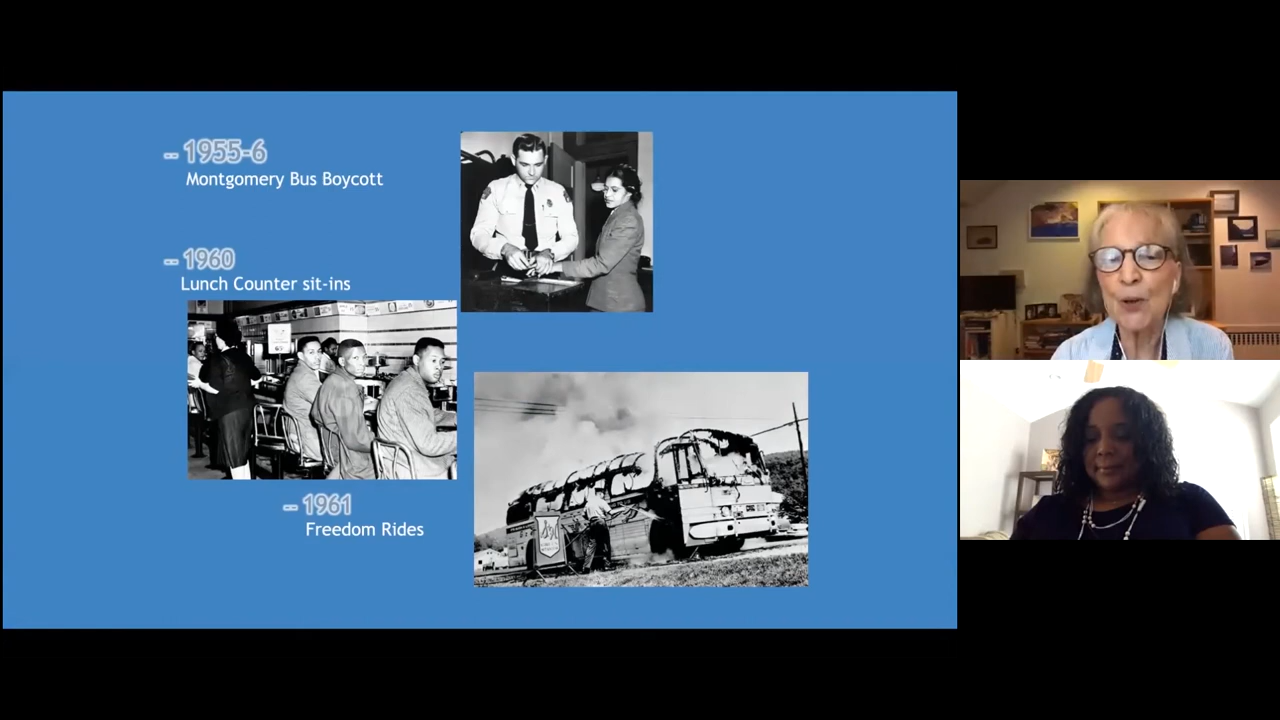 -- 1955-6
Montgomery Bus Boycott
-- 1960
Lunch Counter sit-ins
-- 1961
Freedom Rides